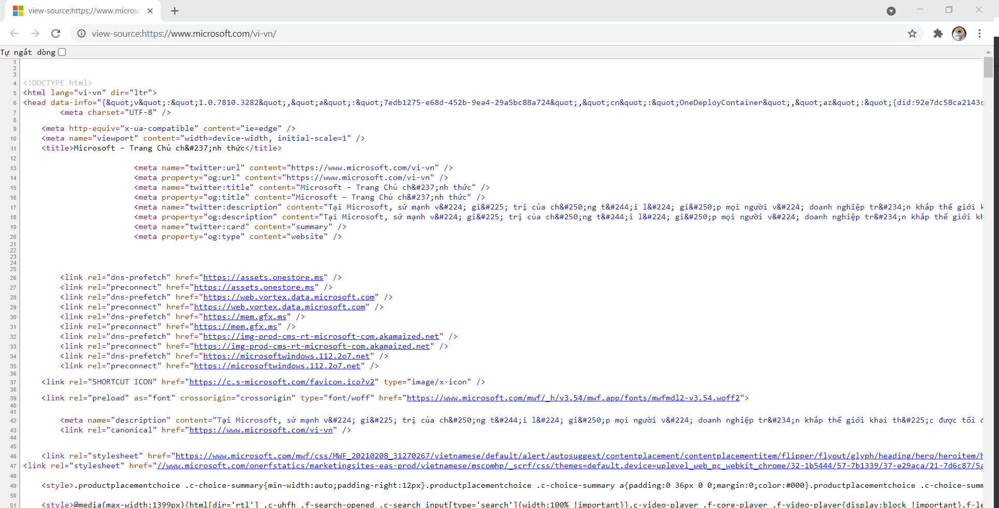 view-source:https://www.microso
view-source:https://www.microsoft.com/vi-vn/
Tự ngắt dòng
1
2
3
4 <!DOCTYPE html>
5 <html lang="vi-vn" dir="ltr">
6 <head data-info="{&quot;v&quot;:&quot;1.0.7810.3282&quot;,&quot;a&quot;:&quot;7edb1275-e68d-452b-9ea4-29a5bc88a724&quot;,&quot;cn&quot;:&quot;OneDeployContainer&quot;,&quot;az&quot;:&quot;{did:92e7dc58ca2143c
7 <meta charset="UTF-8" />
8
9 <meta http-equiv="x-ua-compatible" content="ie=edge" />
10 <meta name="viewport" content="width=device-width, initial-scale=1" />
11 <title>Microsoft – Trang Chủ ch&#237;nh thức</title>
12
13 <meta name="twitter:url" content="https://www.microsoft.com/vi-vn" />
14 <meta property="og:url" content="https://www.microsoft.com/vi-vn" />
15 <meta name="twitter:title" content="Microsoft – Trang Chủ ch&#237;nh thức" />
16 <meta property="og:title" content="Microsoft – Trang Chủ ch&#237;nh thức" />
17 <meta name="twitter:description" content="Tại Microsoft, sứ mạnh v&#224; gi&#225; trị của ch&#250;ng t&#244;i l&#224; gi&#250;p mọi người v&#224; doanh nghiệp tr&#234;n khắp thế giới k
18 <meta property="og:description" content="Tại Microsoft, sứ mạnh v&#224; gi&#225; trị của ch&#250;ng t&#244;i l&#224; gi&#250;p mọi người v&#224; doanh nghiệp tr&#234;n khắp thế giới kh
19 <meta name="twitter:card" content="summary" />
20 <meta property="og:type" content="website" />
21
22
23
24
25
26 <link rel="dns-prefetch" href="https://assets.onestore.ms" />
27 <link rel="preconnect" href="https://assets.onestore.ms" />
28 <link rel="dns-prefetch" href="https://web.vortex.data.microsoft.com" />
29 <link rel="preconnect" href="https://web.vortex.data.microsoft.com" />
30 <link rel="dns-prefetch" href="https://mem.gfx.ms" />
31 <link rel="preconnect" href="https://mem.gfx.ms" />
32 <link rel="dns-prefetch" href="https://img-prod-cms-rt-microsoft-com.akamaized.net" />
33 <link rel="preconnect" href="https://img-prod-cms-rt-microsoft-com.akamaized.net" />
34 <link rel="dns-prefetch" href="https://microsoftwindows.112.2o7.net" />
35 <link rel="preconnect" href="https://microsoftwindows.112.2o7.net" />
36
37 <link rel="SHORTCUT ICON" href="https://c.s-microsoft.com/favicon.ico?v2" type="image/x-icon" />
38
39 <link rel="preload" as="font" crossorigin="crossorigin" type="font/woff" href="https://www.microsoft.com/mwf/_h/v3.54/mwf.app/fonts/mwfmdl2-v3.54.woff2">
40
41
42 <meta name="description" content="Tại Microsoft, sứ mạnh v&#224; gi&#225; trị của ch&#250;ng t&#244;i l&#224; gi&#250;p mọi người v&#224; doanh nghiệp tr&#234;n khắp thế giới khai th&#225;c được tối đ
43 <link rel="canonical" href="https://www.microsoft.com/vi-vn" />
44
45
46 <link rel="stylesheet" href="https://www.microsoft.com/mwf/css/MWF_20210208_31270267/vietnamese/default/alert/autosuggest/contentplacement/contentplacementitem/flipper/flyout/glyph/heading/hero/heroitem/h
47 <link rel="stylesheet" href="//www.microsoft.com/onerfstatics/marketingsites-eas-prod/vietnamese/mscomhp/_scrf/css/themes=default.device=uplevel_web_pc_webkit_chrome/32-1b5444/57-7b1339/37-e29aca/21-7d6c87/5a
48
49 <style>.productplacementchoice .c-choice-summary{min-width:auto;padding-right:12px}.productplacementchoice .c-choice-summary a{padding:0 36px 0 0;margin:0;color:#000}.productplacementchoice .c-choice-summ
50
51 <style>@media(max-width:1399px){html[dir='rtl'] .c-uhfh .f-search-opened .c-search input[type='search']{width:100% !important}}.c-video-player .f-core-player .f-video-player{display:block !important}.f-le